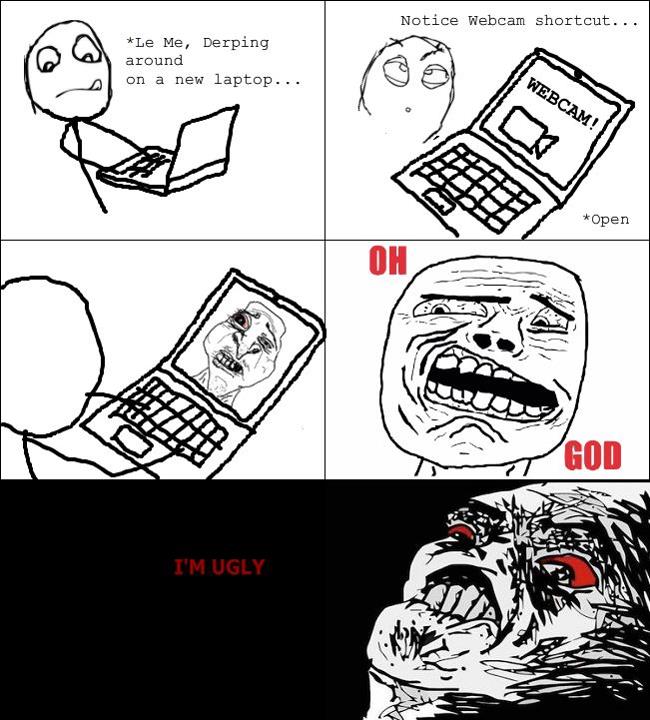 *Le Me, Derping
around
on a new laptop...
Notice Webcam shortcut...
WEBCAM!
*Open
OH
GOD
I'M UGLY